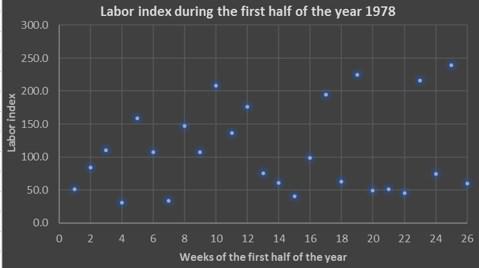 Labor index during the first half of the year 1978
300.0
250.0
200.0
150.0
100.0
50.0
0.0
Labor index
0 2 4 6 8 10 12 14 16 18 20 22 24 26
Weeks of the first half of the year